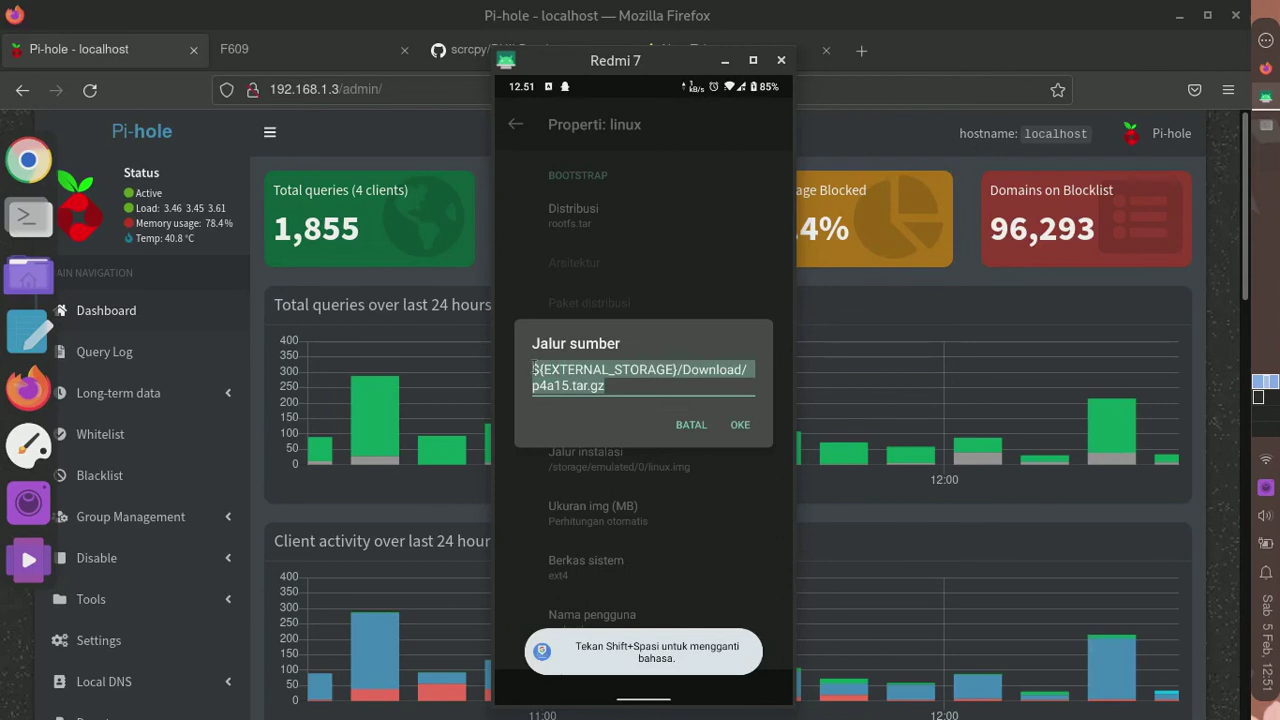 Pi-hole - localhost — Mozilla Firefox
Pi-hole - localhost
F609
192.168.1.3/admin/
Redmi 7
12.51
1 kB/s
85%
Properti: linux
BOOTSTRAP
Distribusi
rootfs.tar
Arsitektur
Paket distribusi
Jalur sumber
${EXTERNAL_STORAGE}/Download/
p4a15.tar.gz
BATAL
OKE
Jalur instalasi
/storage/emulated/0/linux.img
Ukuran img (MB)
Perhitungan otomatis
Berkas sistem
ext4
Nama pengguna
Tekan Shift+Spasi untuk mengganti
bahasa.
Pi-hole
hostname: localhost
Pi-hole
Status
Active
Load: 3.46 3.45 3.61
Memory usage: 78.4%
Temp: 40.8 °C
Total queries (4 clients)
1,855
age Blocked
.4%
Domains on Blocklist
96,293
AIN NAVIGATION
Dashboard
Query Log
Long-term data
Whitelist
Blacklist
Group Management
Disable
Tools
Settings
Local DNS
Total queries over last 24 hours
400
350
300
250
200
150
100
50
0
12:00
Client activity over last 24 hours
400
350
300
250
200
150
100
50
0
11:00
12:00
Sab 5 Feb, 12:51